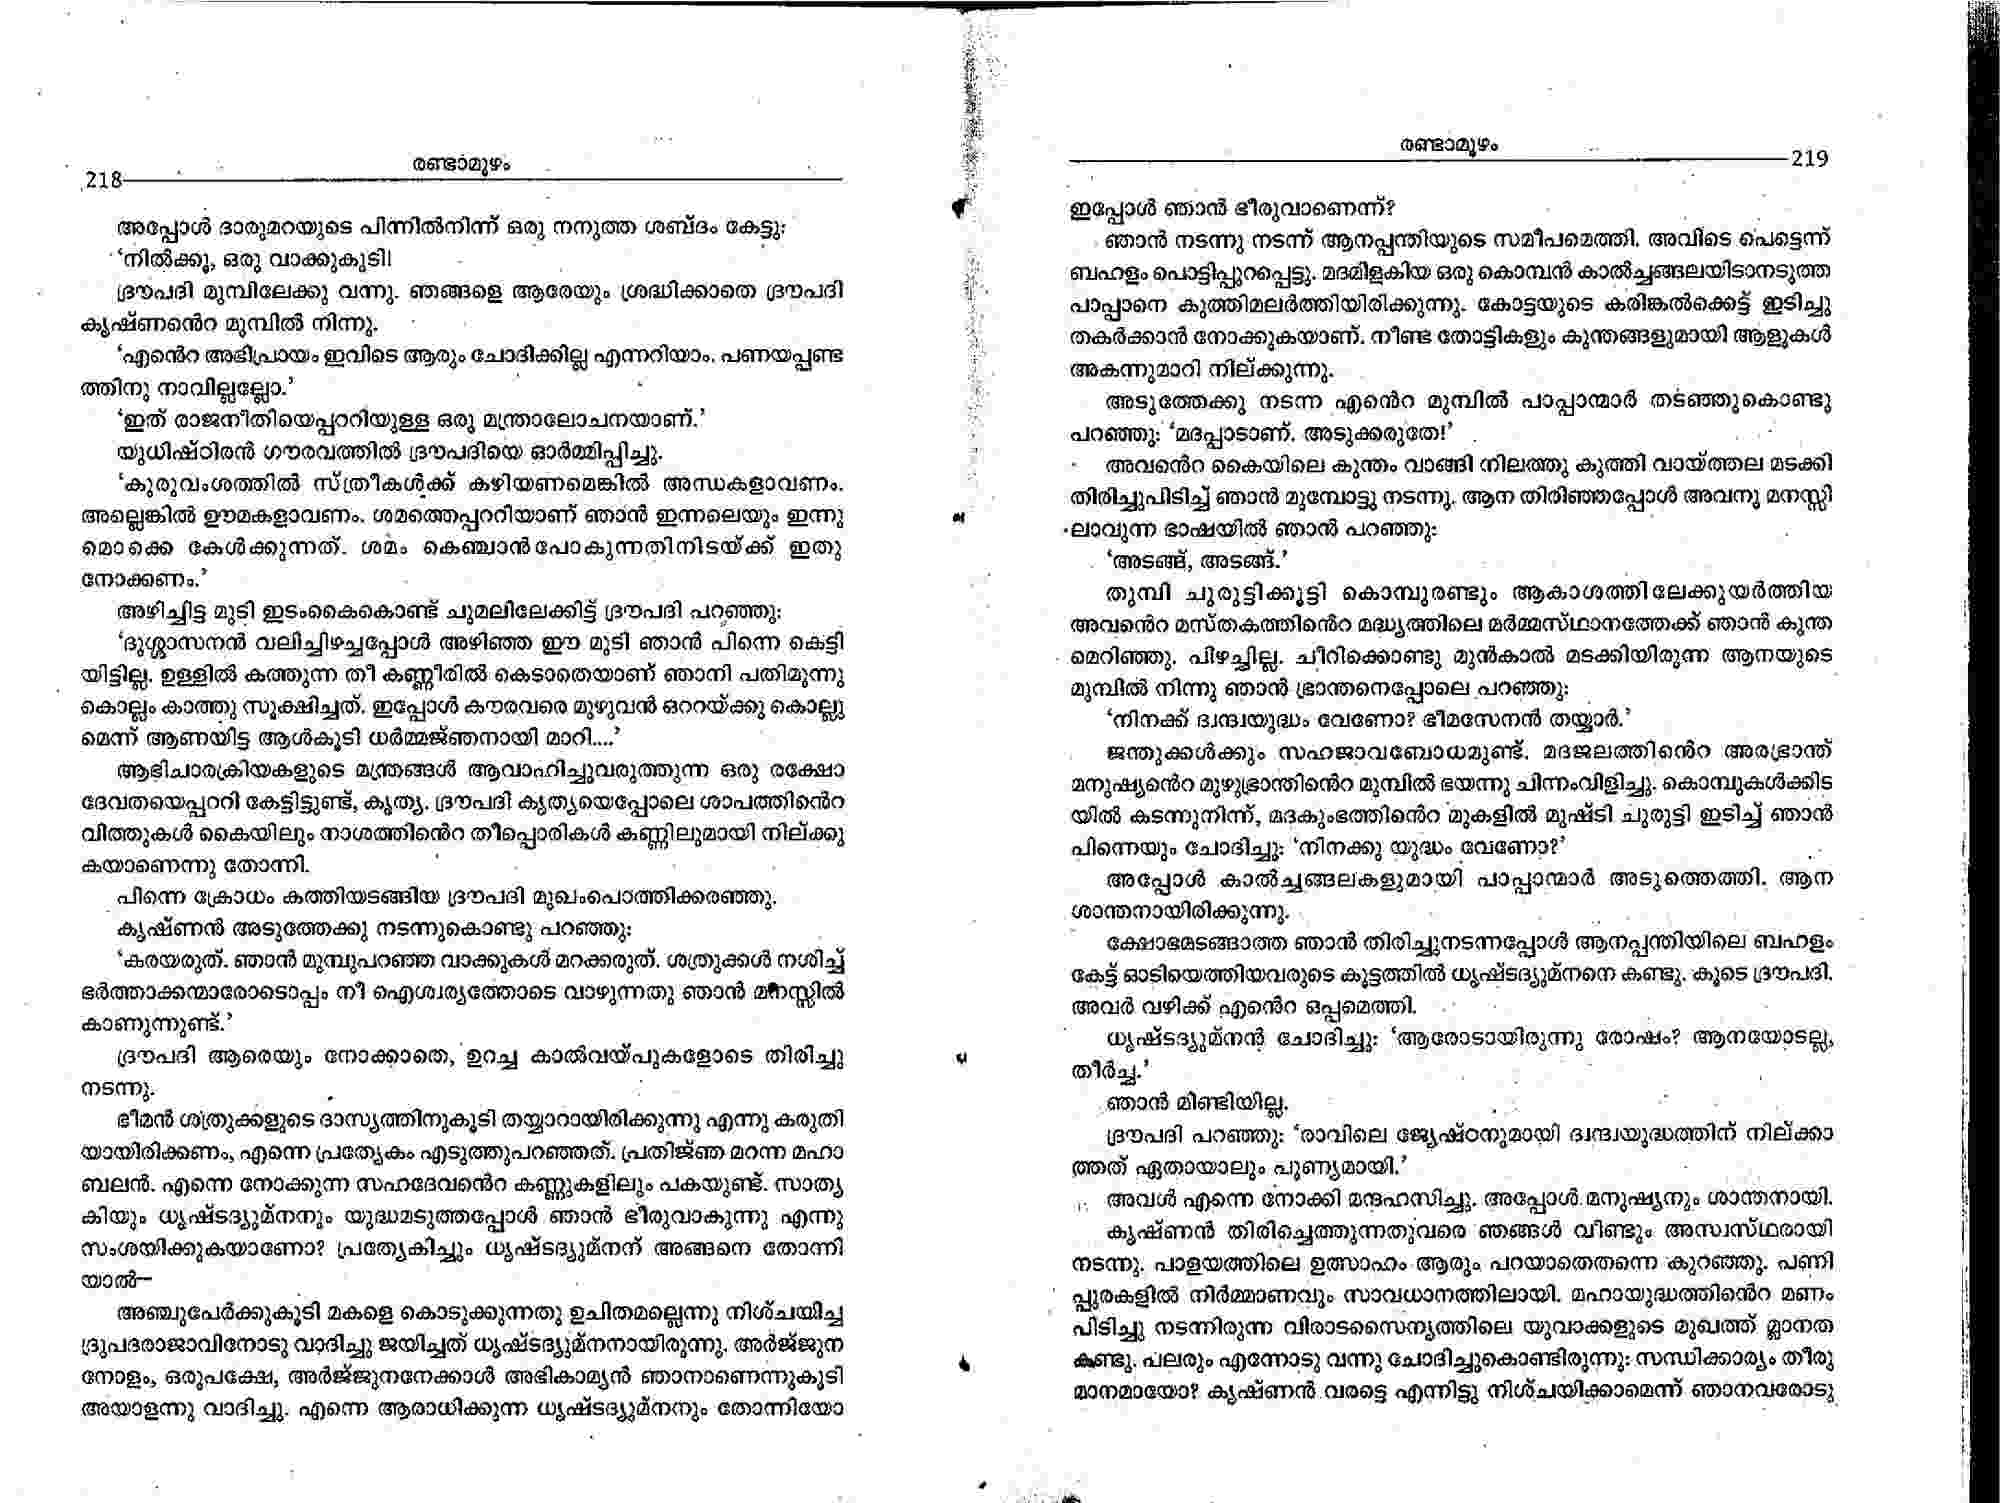 218
രണ്ടാമൂഴം
അപ്പോൾ ദാരുമറയുടെ പിന്നിൽനിന്ന് ഒരു നനുത്ത ശബ്ദം കേട്ടു:
‘നിൽക്കൂ, ഒരു വാക്കുകൂടി!
ദ്രൗപദി മുമ്പിലേക്കു വന്നു. ഞങ്ങളെ ആരേയും ശ്രദ്ധിക്കാതെ ദ്രൗപദി
കൃഷ്ണന്റെ മുമ്പിൽ നിന്നു.
‘എന്റെ അഭിപ്രായം ഇവിടെ ആരും ചോദിക്കില്ല എന്നറിയാം. പണയപ്പണ്ട
ത്തിനു നാവില്ലല്ലോ.’
‘ഇത് രാജനീതിയെപ്പററിയുള്ള ഒരു മന്ത്രാലോചനയാണ്.’
യുധിഷ്ഠിരൻ ഗൗരവത്തിൽ ദ്രൗപദിയെ ഓർമ്മിപ്പിച്ചു.
‘കുരുവംശത്തിൽ സ്ത്രീകൾക്ക് കഴിയണമെങ്കിൽ അന്ധകളാവണം.
അല്ലെങ്കിൽ ഊമകളാവണം. ശമത്തെപ്പററിയാണ് ഞാൻ ഇന്നലെയും ഇന്നു
മൊക്കെ കേൾക്കുന്നത്. ശമം കെഞ്ചാൻപോകുന്നതിനിടയ്ക്ക് ഇതു
നോക്കണം.’
അഴിച്ചിട്ട മുടി ഇടംകൈകൊണ്ട് ചുമലിലേക്കിട്ട് ദ്രൗപദി പറഞ്ഞു:
‘ദുശ്ശാസനൻ വലിച്ചിഴച്ചപ്പോൾ അഴിഞ്ഞ ഈ മുടി ഞാൻ പിന്നെ കെട്ടി
യിട്ടില്ല. ഉള്ളിൽ കത്തുന്ന തീ കണ്ണീരിൽ കെടാതെയാണ് ഞാനി പതിമൂന്നു
കൊല്ലം കാത്തു സൂക്ഷിച്ചത്. ഇപ്പോൾ കൗരവരെ മുഴുവൻ ഒററയ്ക്കു കൊല്ലു
മെന്ന് ആണയിട്ട ആൾകൂടി ധർമ്മജ്ഞനായി മാറി....’
ആഭിചാരക്രിയകളുടെ മന്ത്രങ്ങൾ ആവാഹിച്ചുവരുത്തുന്ന ഒരു രക്ഷോ
ദേവതയെപ്പററി കേട്ടിട്ടുണ്ട്, കൃത്യ. ദ്രൗപദി കൃത്യയെപ്പോലെ ശാപത്തിന്റെ
വിത്തുകൾ കൈയിലും നാശത്തിന്റെ തീപ്പൊരികൾ കണ്ണിലുമായി നില്ക്കു
കയാണെന്നു തോന്നി.
പിന്നെ ക്രോധം കത്തിയടങ്ങിയ ദ്രൗപദി മുഖംപൊത്തിക്കരഞ്ഞു.
കൃഷ്ണൻ അടുത്തേക്കു നടന്നുകൊണ്ടു പറഞ്ഞു:
‘കരയരുത്. ഞാൻ മുമ്പുപറഞ്ഞ വാക്കുകൾ മറക്കരുത്. ശത്രുക്കൾ നശിച്ച്
ഭർത്താക്കന്മാരോടൊപ്പം നീ ഐശ്വര്യത്തോടെ വാഴുന്നതു ഞാൻ മനസ്സിൽ
കാണുന്നുണ്ട്.’
ദ്രൗപദി ആരെയും നോക്കാതെ, ഉറച്ച കാൽവയ്പുകളോടെ തിരിച്ചു
നടന്നു.
ഭീമൻ ശത്രുക്കളുടെ ദാസ്യത്തിനുകൂടി തയ്യാറായിരിക്കുന്നു എന്നു കരുതി
യായിരിക്കണം, എന്നെ പ്രത്യേകം എടുത്തുപറഞ്ഞത്. പ്രതിജ്ഞ മറന്ന മഹാ
ബലൻ. എന്നെ നോക്കുന്ന സഹദേവന്റെ കണ്ണുകളിലും പകയുണ്ട്. സാത്യ
കിയും ധൃഷ്ടദ്യുമ്നനും യുദ്ധമടുത്തപ്പോൾ ഞാൻ ഭീരുവാകുന്നു എന്നു
സംശയിക്കുകയാണോ? പ്രത്യേകിച്ചും ധൃഷ്ടദ്യുമ്നന് അങ്ങനെ തോന്നി
യാൽ—
അഞ്ചുപേർക്കുകൂടി മകളെ കൊടുക്കുന്നതു ഉചിതമല്ലെന്നു നിശ്ചയിച്ച
ദ്രുപദരാജാവിനോടു വാദിച്ചു ജയിച്ചത് ധൃഷ്ടദ്യുമ്നനായിരുന്നു. അർജ്ജുന
നോളം, ഒരുപക്ഷേ, അർജ്ജുനനേക്കാൾ അഭികാമ്യൻ ഞാനാണെന്നുകൂടി
അയാളന്നു വാദിച്ചു. എന്നെ ആരാധിക്കുന്ന ധൃഷ്ടദ്യുമ്നനും തോന്നിയോ
രണ്ടാമൂഴം
219
ഇപ്പോൾ ഞാൻ ഭീരുവാണെന്ന്?
ഞാൻ നടന്നു നടന്ന് ആനപ്പന്തിയുടെ സമീപമെത്തി. അവിടെ പെട്ടെന്ന്
ബഹളം പൊട്ടിപ്പുറപ്പെട്ടു. മദമിളകിയ ഒരു കൊമ്പൻ കാൽച്ചങ്ങലയിടാനടുത്ത
പാപ്പാനെ കുത്തിമലർത്തിയിരിക്കുന്നു. കോട്ടയുടെ കരിങ്കൽക്കെട്ട് ഇടിച്ചു
തകർക്കാൻ നോക്കുകയാണ്. നീണ്ട തോട്ടികളും കുന്തങ്ങളുമായി ആളുകൾ
അകന്നുമാറി നില്ക്കുന്നു.
അടുത്തേക്കു നടന്ന എന്റെ മുമ്പിൽ പാപ്പാന്മാർ തടഞ്ഞുകൊണ്ടു
പറഞ്ഞു: ‘മദപ്പാടാണ്. അടുക്കരുതേ!’
അവന്റെ കൈയിലെ കുന്തം വാങ്ങി നിലത്തു കുത്തി വായ്ത്തല മടക്കി
തിരിച്ചുപിടിച്ച് ഞാൻ മുമ്പോട്ടു നടന്നു. ആന തിരിഞ്ഞപ്പോൾ അവനു മനസ്സി
ലാവുന്ന ഭാഷയിൽ ഞാൻ പറഞ്ഞു:
‘അടങ്ങ്, അടങ്ങ്.’
തുമ്പി ചുരുട്ടിക്കൂട്ടി കൊമ്പുരണ്ടും ആകാശത്തിലേക്കുയർത്തിയ
അവന്റെ മസ്തകത്തിന്റെ മദ്ധ്യത്തിലെ മർമ്മസ്ഥാനത്തേക്ക് ഞാൻ കുന്ത
മെറിഞ്ഞു. പിഴച്ചില്ല. ചീറിക്കൊണ്ടു മുൻകാൽ മടക്കിയിരുന്ന ആനയുടെ
മുമ്പിൽ നിന്നു ഞാൻ ഭ്രാന്തനെപ്പോലെ പറഞ്ഞു:
‘നിനക്ക് ദ്വന്ദ്വയുദ്ധം വേണോ? ഭീമസേനൻ തയ്യാർ.’
ജന്തുക്കൾക്കും സഹജാവബോധമുണ്ട്. മദജലത്തിന്റെ അരഭ്രാന്ത്
മനുഷ്യന്റെ മുഴുഭ്രാന്തിന്റെ മുമ്പിൽ ഭയന്നു ചിന്നംവിളിച്ചു. കൊമ്പുകൾക്കിട
യിൽ കടന്നുനിന്ന്, മദകുംഭത്തിന്റെ മുകളിൽ മുഷ്ടി ചുരുട്ടി ഇടിച്ച് ഞാൻ
പിന്നെയും ചോദിച്ചു: ‘നിനക്കു യുദ്ധം വേണോ?’
അപ്പോൾ കാൽച്ചങ്ങലകളുമായി പാപ്പാന്മാർ അടുത്തെത്തി. ആന
ശാന്തനായിരിക്കുന്നു.
ക്ഷോഭമടങ്ങാത്ത ഞാൻ തിരിച്ചുനടന്നപ്പോൾ ആനപ്പന്തിയിലെ ബഹളം
കേട്ട് ഓടിയെത്തിയവരുടെ കൂട്ടത്തിൽ ധൃഷ്ടദ്യുമ്നനെ കണ്ടു. കൂടെ ദ്രൗപദി.
അവർ വഴിക്ക് എന്റെ ഒപ്പമെത്തി.
ധൃഷ്ടദ്യുമ്നൻ ചോദിച്ചു: ‘ആരോടായിരുന്നു രോഷം? ആനയോടല്ല,
തീർച്ച.’
ഞാൻ മിണ്ടിയില്ല.
ദ്രൗപദി പറഞ്ഞു: ‘രാവിലെ ജ്യേഷ്ഠനുമായി ദ്വന്ദ്വയുദ്ധത്തിന് നില്ക്കാ
ത്തത് ഏതായാലും പുണ്യമായി.’
അവൾ എന്നെ നോക്കി മന്ദഹസിച്ചു. അപ്പോൾ മനുഷ്യനും ശാന്തനായി.
കൃഷ്ണൻ തിരിച്ചെത്തുന്നതുവരെ ഞങ്ങൾ വീണ്ടും അസ്വസ്ഥരായി
നടന്നു. പാളയത്തിലെ ഉത്സാഹം ആരും പറയാതെതന്നെ കുറഞ്ഞു. പണി
പ്പുരകളിൽ നിർമ്മാണവും സാവധാനത്തിലായി. മഹായുദ്ധത്തിന്റെ മണം
പിടിച്ചു നടന്നിരുന്ന വിരാടസൈന്യത്തിലെ യുവാക്കളുടെ മുഖത്ത് മ്ലാനത
കണ്ടു. പലരും എന്നോടു വന്നു ചോദിച്ചുകൊണ്ടിരുന്നു: സന്ധിക്കാര്യം തീരു
മാനമായോ? കൃഷ്ണൻ വരട്ടെ എന്നിട്ടു നിശ്ചയിക്കാമെന്ന് ഞാനവരോടു